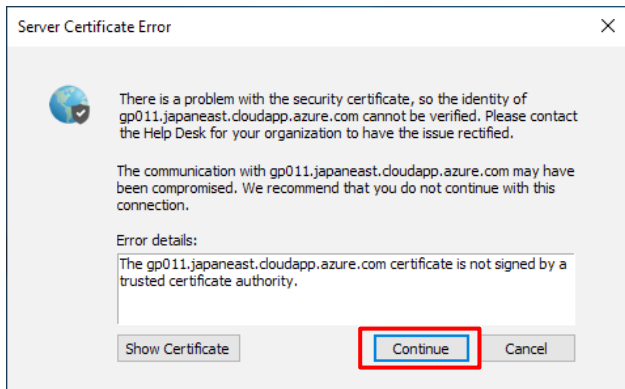 Server Certificate Error
There is a problem with the security certificate, so the identity of
gp011.japaneast.cloudapp.azure.com cannot be verified. Please contact
the Help Desk for your organization to have the issue rectified.
The communication with gp011.japaneast.cloudapp.azure.com may have
been compromised. We recommend that you do not continue with this
connection.
Error details:
The gp011.japaneast.cloudapp.azure.com certificate is not signed by a
trusted certificate authority.
Show Certificate
Continue
Cancel